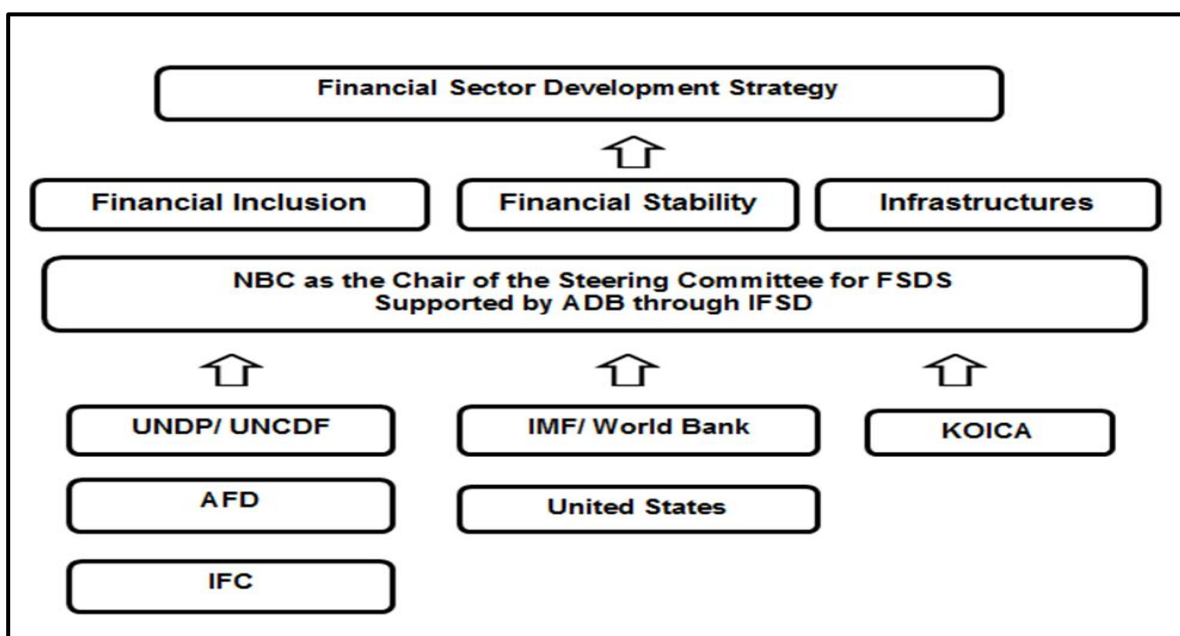 Financial Sector Development Strategy
Financial Inclusion
Financial Stability
Infrastructures
NBC as the Chair of the Steering Committee for FSDS
Supported by ADB through IFSD
UNDP/ UNCDF
IMF/ World Bank
KOICA
AFD
United States
IFC